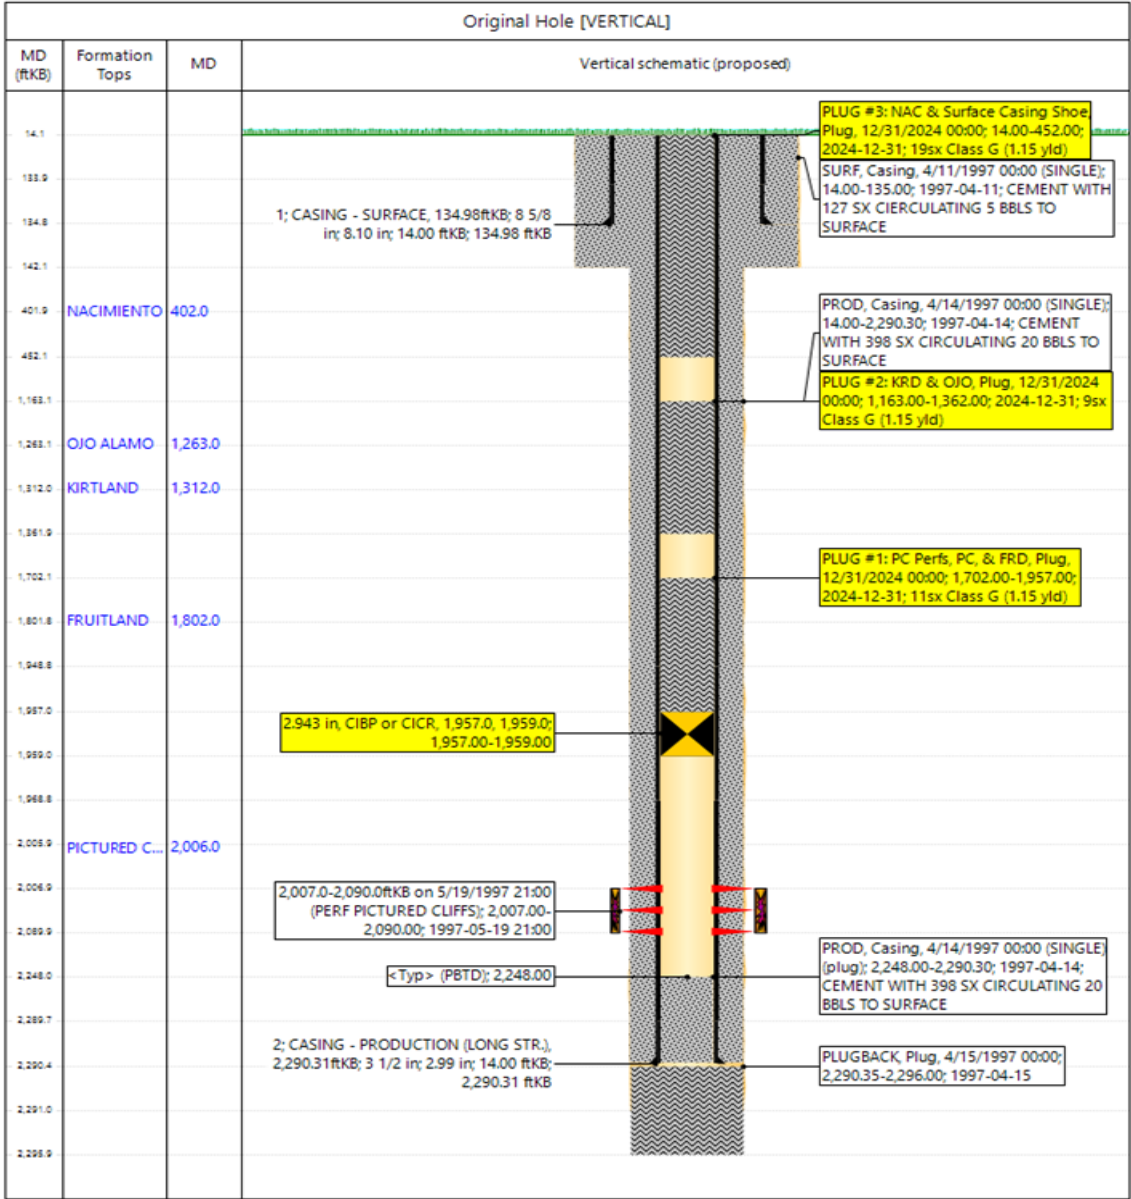 Original Hole [VERTICAL]
MD
(ftKB)
Formation
Tops
MD
Vertical schematic (proposed)
14.1
133.9
134.8
142.1
401.9
452.1
1,163.1
1,263.1
1,312.0
1,361.9
1,702.1
1,801.8
1,948.8
1,957.0
1,959.0
1,968.8
2,005.9
2,006.9
2,089.9
2,248.0
2,289.7
2,290.4
2,291.0
2,295.9
NACIMIENTO 402.0
OJO ALAMO 1,263.0
KIRTLAND 1,312.0
FRUITLAND 1,802.0
PICTURED C... 2,006.0
PLUG #3: NAC & Surface Casing Shoe,
Plug, 12/31/2024 00:00; 14.00-452.00;
2024-12-31; 19sx Class G (1.15 yld)
SURF, Casing, 4/11/1997 00:00 (SINGLE);
14.00-135.00; 1997-04-11; CEMENT WITH
127 SX CIERCULATING 5 BBLS TO
SURFACE
1; CASING - SURFACE, 134.98ftKB; 8 5/8
in; 8.10 in; 14.00 ftKB; 134.98 ftKB
PROD, Casing, 4/14/1997 00:00 (SINGLE);
14.00-2,290.30; 1997-04-14; CEMENT
WITH 398 SX CIRCULATING 20 BBLS TO
SURFACE
PLUG #2: KRD & OJO, Plug, 12/31/2024
00:00; 1,163.00-1,362.00; 2024-12-31; 9sx
Class G (1.15 yld)
PLUG #1: PC Perfs, PC, & FRD, Plug,
12/31/2024 00:00; 1,702.00-1,957.00;
2024-12-31; 11sx Class G (1.15 yld)
2.943 in, CIBP or CICR, 1,957.0, 1,959.0;
1,957.00-1,959.00
2,007.0-2,090.0ftKB on 5/19/1997 21:00
(PERF PICTURED CLIFFS); 2,007.00-
2,090.00; 1997-05-19 21:00
<Typ> (PBTD); 2,248.00
PROD, Casing, 4/14/1997 00:00 (SINGLE)
(plug); 2,248.00-2,290.30; 1997-04-14;
CEMENT WITH 398 SX CIRCULATING 20
BBLS TO SURFACE
2; CASING - PRODUCTION (LONG STR.),
2,290.31ftKB; 3 1/2 in; 2.99 in; 14.00 ftKB;
2,290.31 ftKB
PLUGBACK, Plug, 4/15/1997 00:00;
2,290.35-2,296.00; 1997-04-15